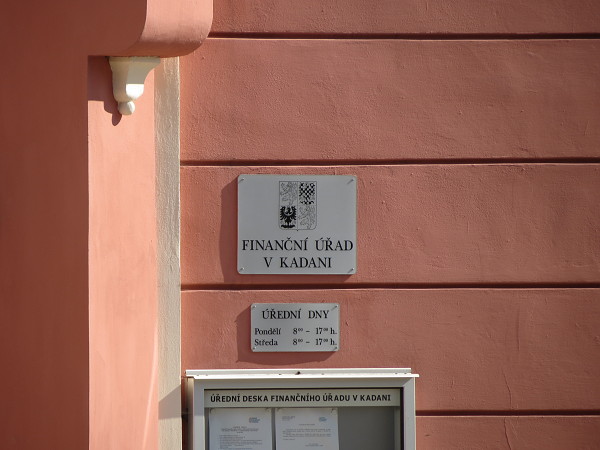 FINANČNÍ ÚŘAD
V KADANI
ÚŘEDNÍ DNY
Pondělí 8⁰⁰ – 17⁰⁰ h.
Středa 8⁰⁰ – 17⁰⁰ h.
ÚŘEDNÍ DESKA FINANČNÍHO ÚŘADU V KADANI